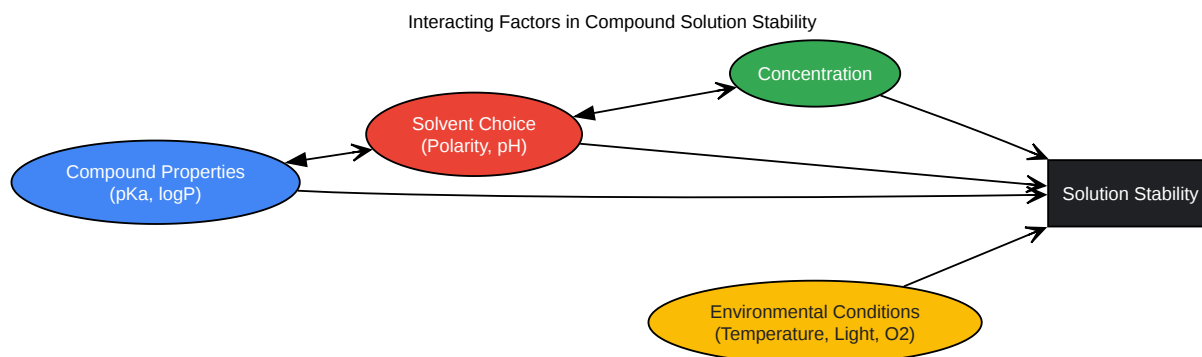 Interacting Factors in Compound Solution Stability
Concentration
Solvent Choice
(Polarity, pH)
Compound Properties
(pKa, logP)
Solution Stability
Environmental Conditions
(Temperature, Light, O2)